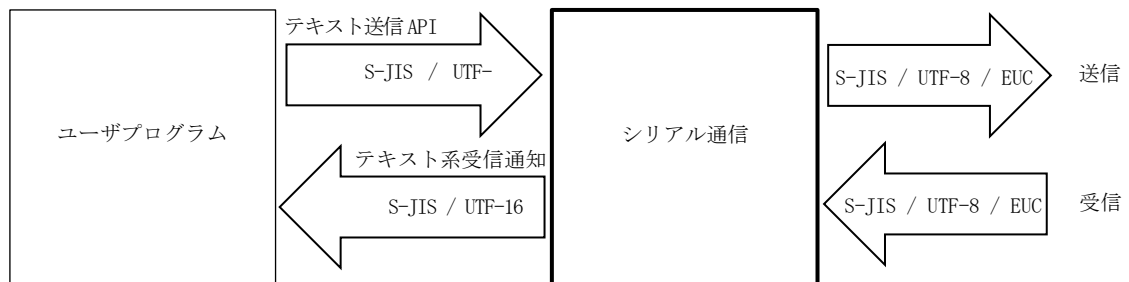 テキスト送信API
S-JIS / UTF-
S-JIS / UTF-8 / EUC
送信
ユーザプログラム
シリアル通信
テキスト系受信通知
S-JIS / UTF-16
S-JIS / UTF-8 / EUC
受信